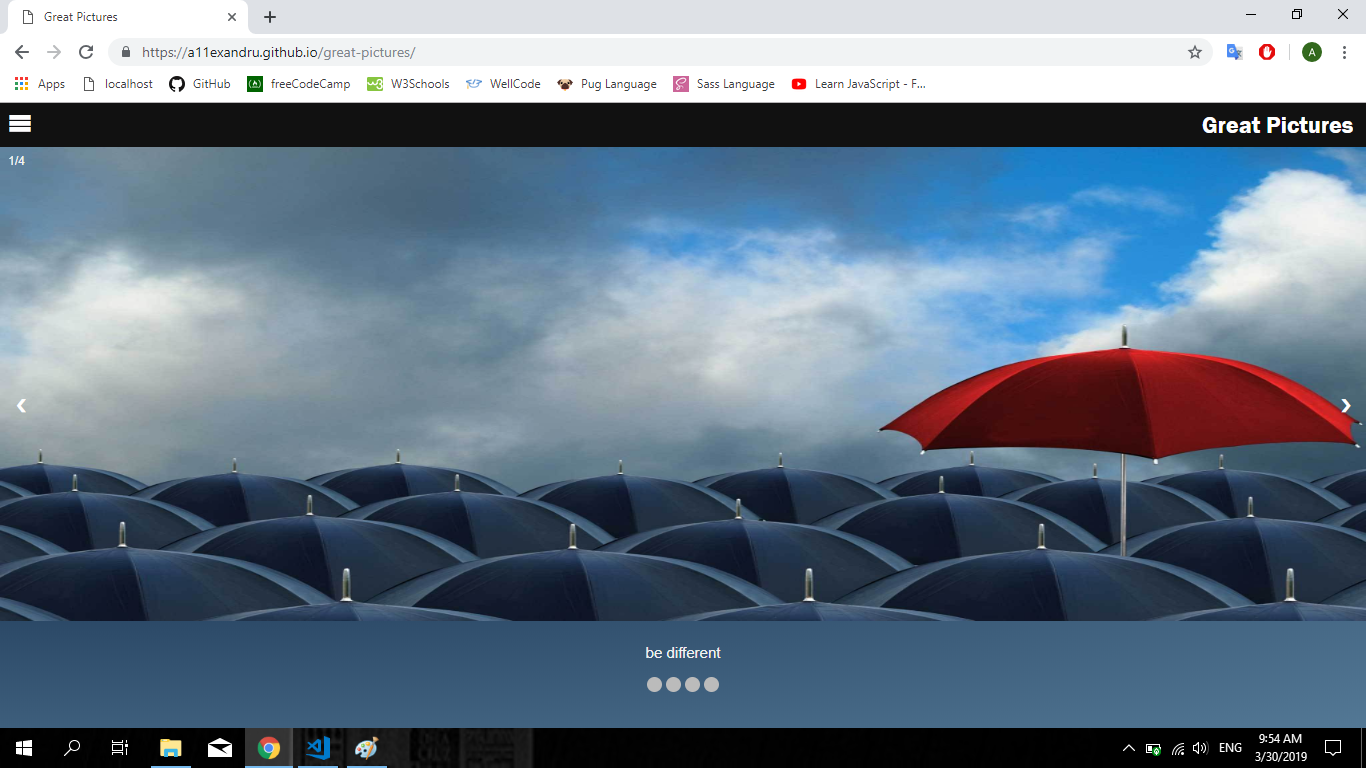 Great Pictures
https://a11exandru.github.io/great-pictures/
A
Apps localhost GitHub freeCodeCamp W3Schools WellCode Pug Language Sass Language Learn JavaScript - F...
Great Pictures
1/4
be different
ENG
9:54 AM
3/30/2019